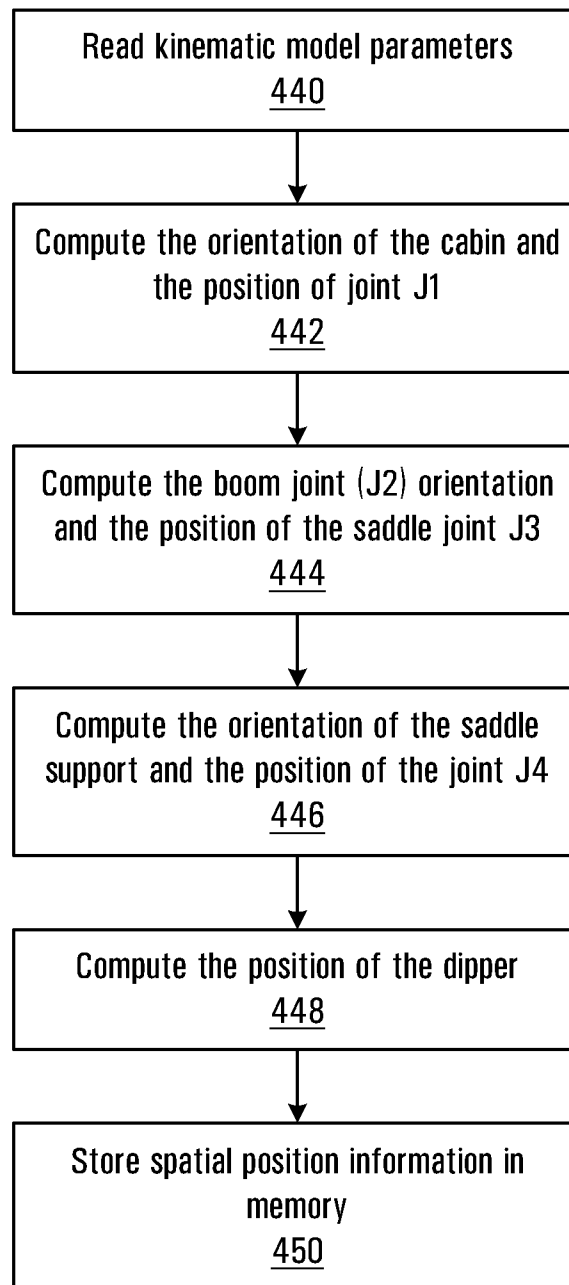 Read kinematic model parameters
440
Compute the orientation of the cabin and
the position of joint J1
442
Compute the boom joint (J2) orientation
and the position of the saddle joint J3
444
Compute the orientation of the saddle
support and the position of the joint J4
446
Compute the position of the dipper
448
Store spatial position information in
memory
450